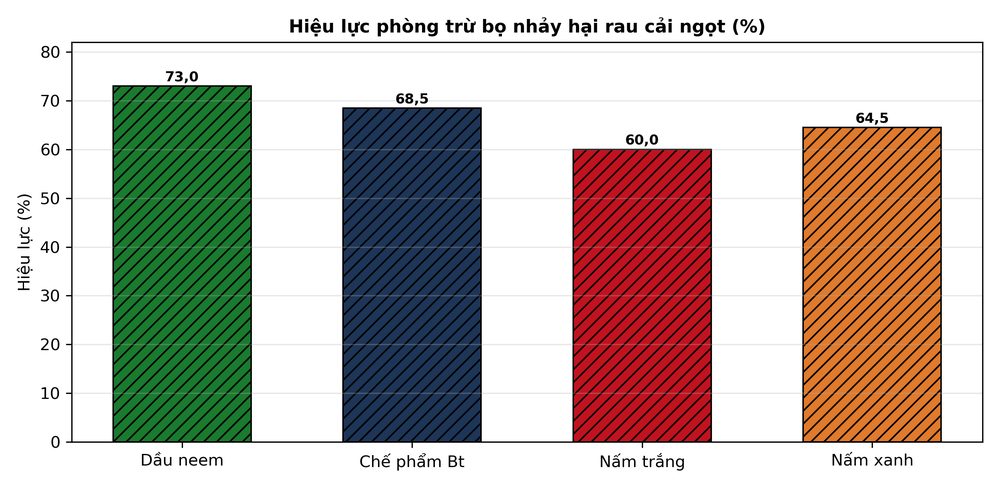 Hiệu lực phòng trừ bọ nhảy hại rau cải ngọt (%)
Hiệu lực (%)
80
70
60
50
40
30
20
10
0
73,0
68,5
60,0
64,5
Dầu neem
Chế phẩm Bt
Nấm trắng
Nấm xanh